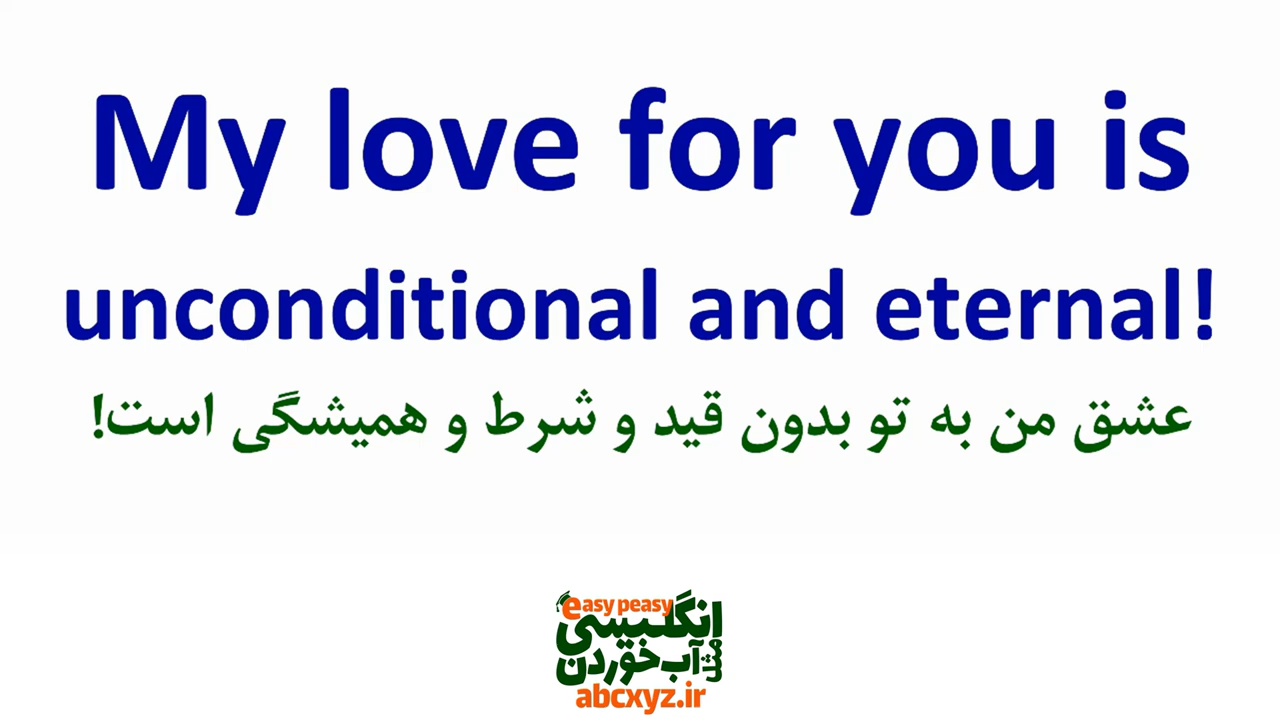 My love for you is
unconditional and eternal!
عشق من به تو بدون قید و شرط و همیشگی است!
easy peasy
انگلیسی
مثل آب خوردن
abcxyz.ir